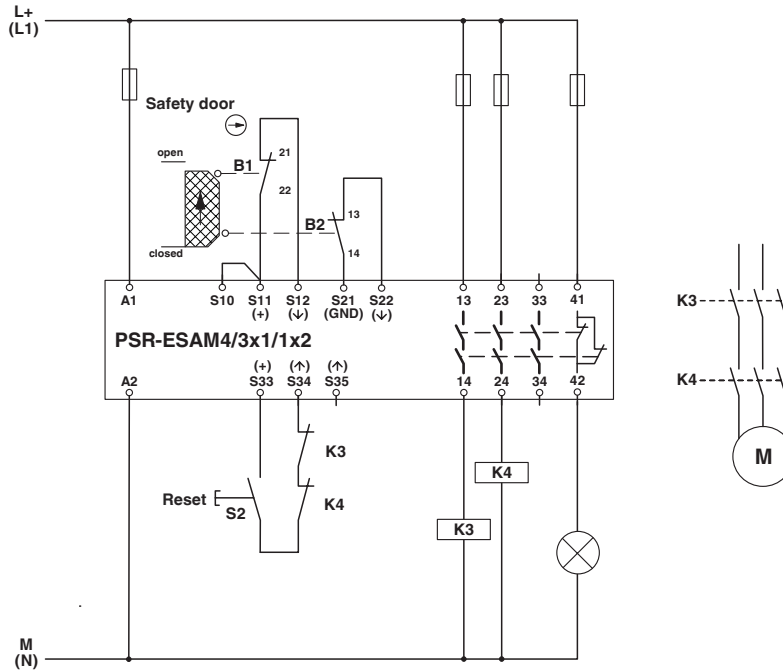 L+
(L1)
Safety door
open
B1
21
22
B2
13
14
closed
A1 S10 S11 S12 S21 S22 13 23 33 41
(+) (↓) (GND) (↓)
PSR-ESAM4/3x1/1x2
(+) (↑) (↑)
A2 S33 S34 S35 14 24 34 42
K3
K4
Reset
S2
K4
K3
M
(N)
K3
K4
M